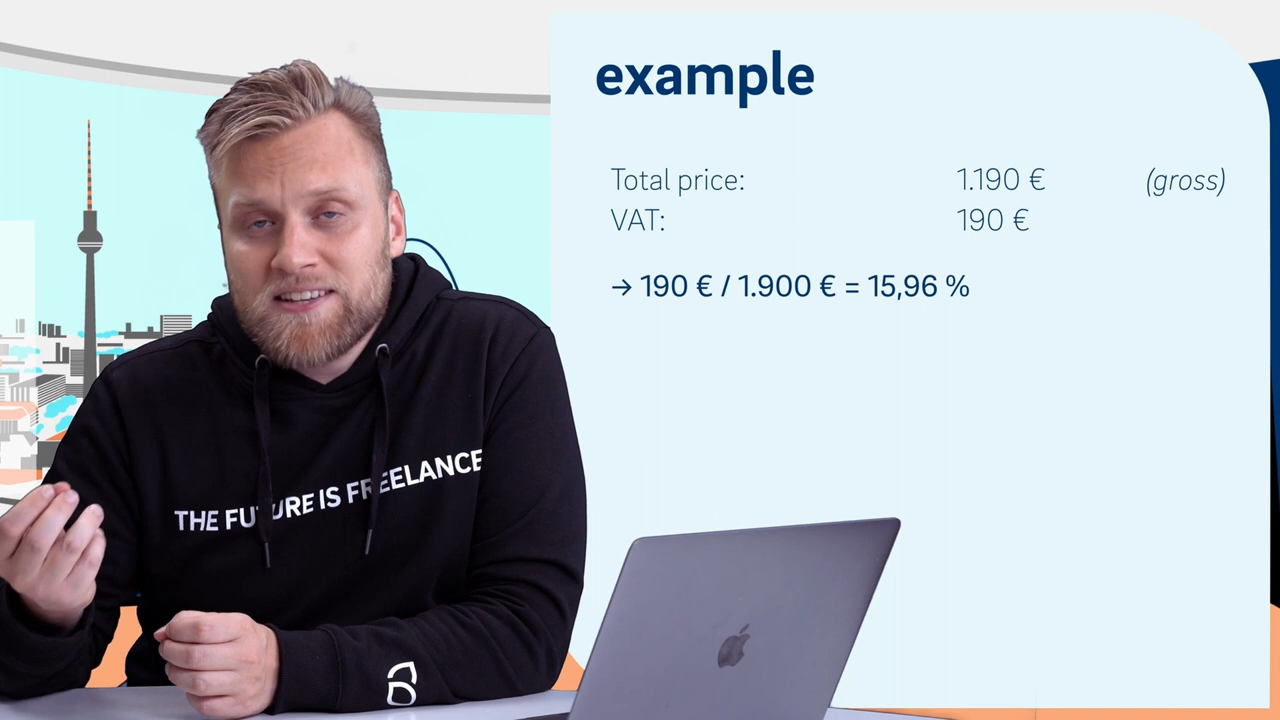 example
Total price: 1.190 € (gross)
VAT: 190 €
→ 190 € / 1.900 € = 15,96 %
THE FUTURE IS FREELANCE